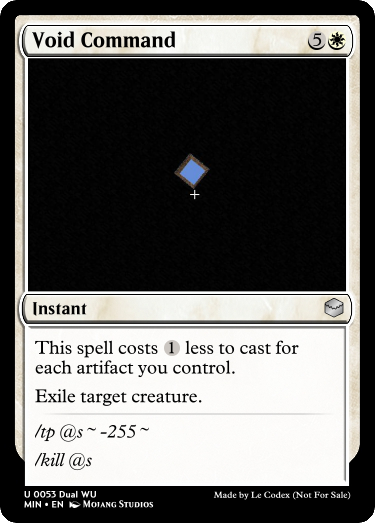 Void Command 5
Instant
This spell costs 1 less to cast for
each artifact you control.
Exile target creature.
/tp @s ~ -255 ~
/kill @s
U 0053 Dual WU
MIN • EN Mojang Studios
Made by Le Codex (Not For Sale)